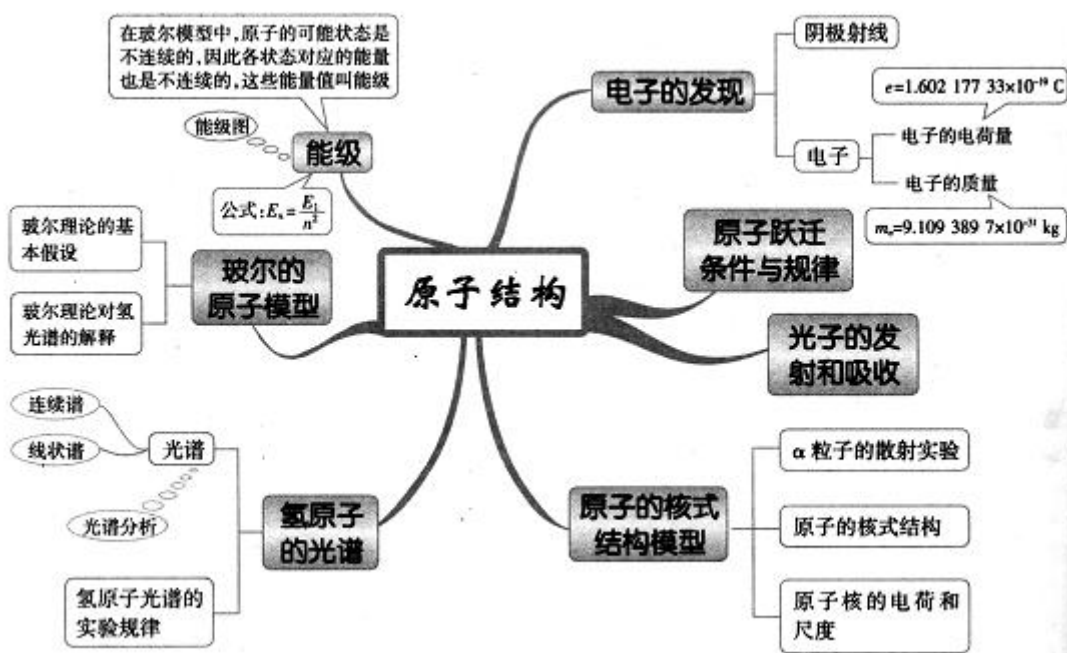 原子结构
电子的发现
阴极射线
电子
电子的电荷量
e=1.602 177 33×10⁻¹⁹ C
电子的质量
mₑ=9.109 389 7×10⁻³¹ kg
原子跃迁
条件与规律
光子的发
射和吸收
原子的核式
结构模型
α粒子的散射实验
原子的核式结构
原子核的电荷和
尺度
氢原子
的光谱
光谱
连续谱
线状谱
光谱分析
氢原子光谱的
实验规律
玻尔的
原子模型
玻尔理论的基
本假设
玻尔理论对氢
光谱的解释
能级
在玻尔模型中,原子的可能状态是
不连续的,因此各状态对应的能量
也是不连续的,这些能量值叫能级
能级图
公式:Eₙ=E₁/n²